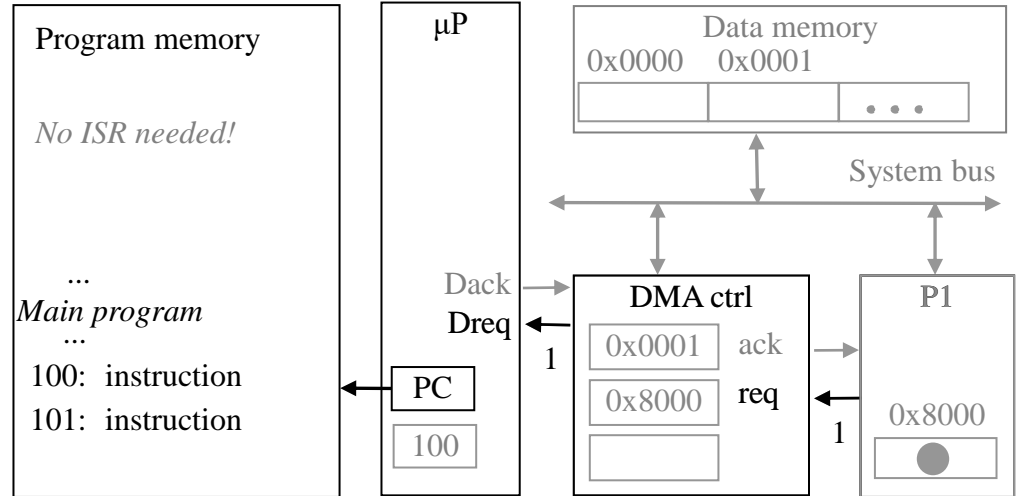 Program memory
No ISR needed!
...
Main program
...
100: instruction
101: instruction
μP
Dack
Dreq
PC
100
Data memory
0x0000 0x0001
...
System bus
DMA ctrl
0x0001 ack
0x8000 req
1
1
P1
0x8000